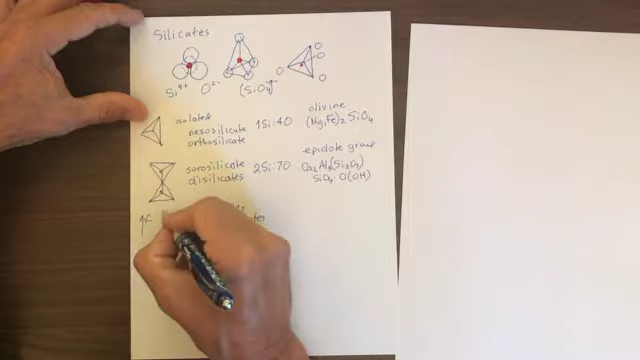 Silicates
Si4+ O2- (SiO4)4-
O
O
O
O
isolated
nesosilicate 1Si:4O
orthosilicate
olivine
(Mg,Fe)2 SiO4
sorosilicate 2Si:7O
disilicates
epidote group
Ca2Al3(Si2O7)
SiO4 O(OH)
↑c